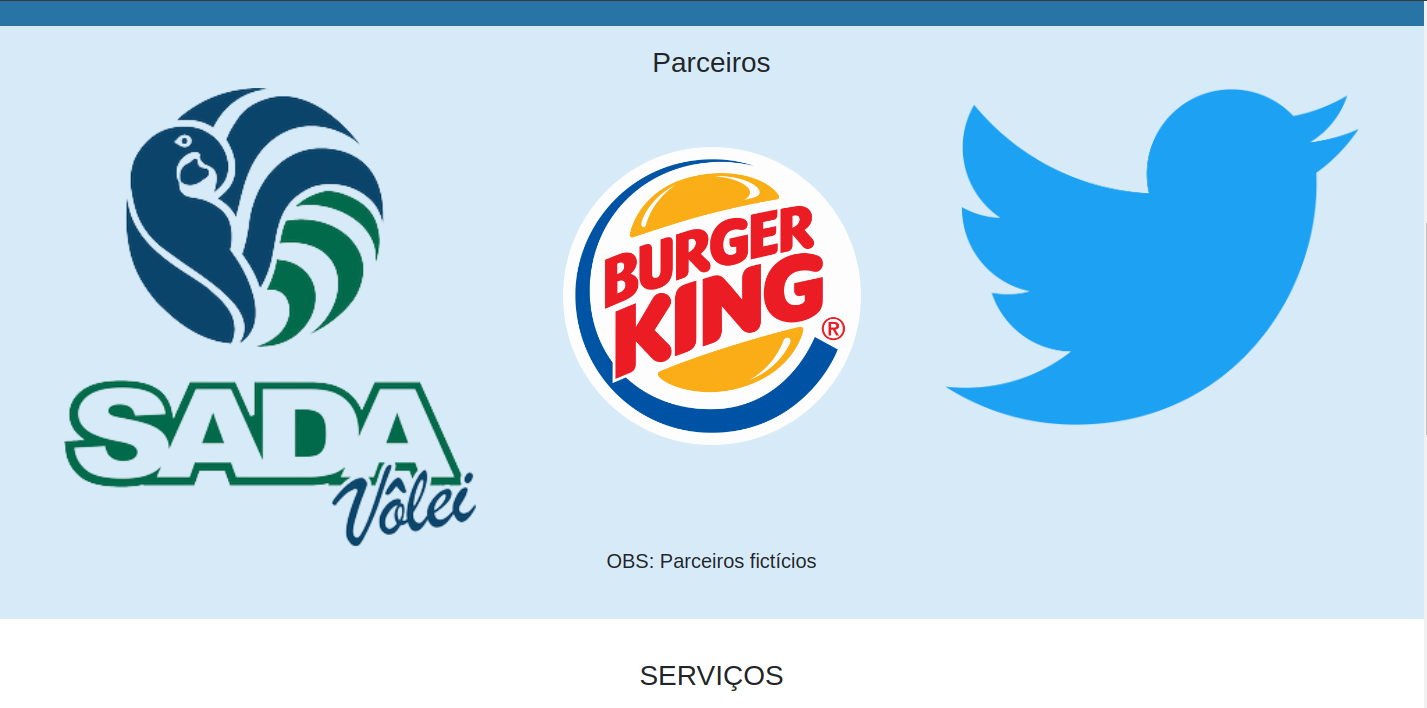 Parceiros
BURGER
KING
®
SADA
Vôlei
OBS: Parceiros fictícios
SERVIÇOS